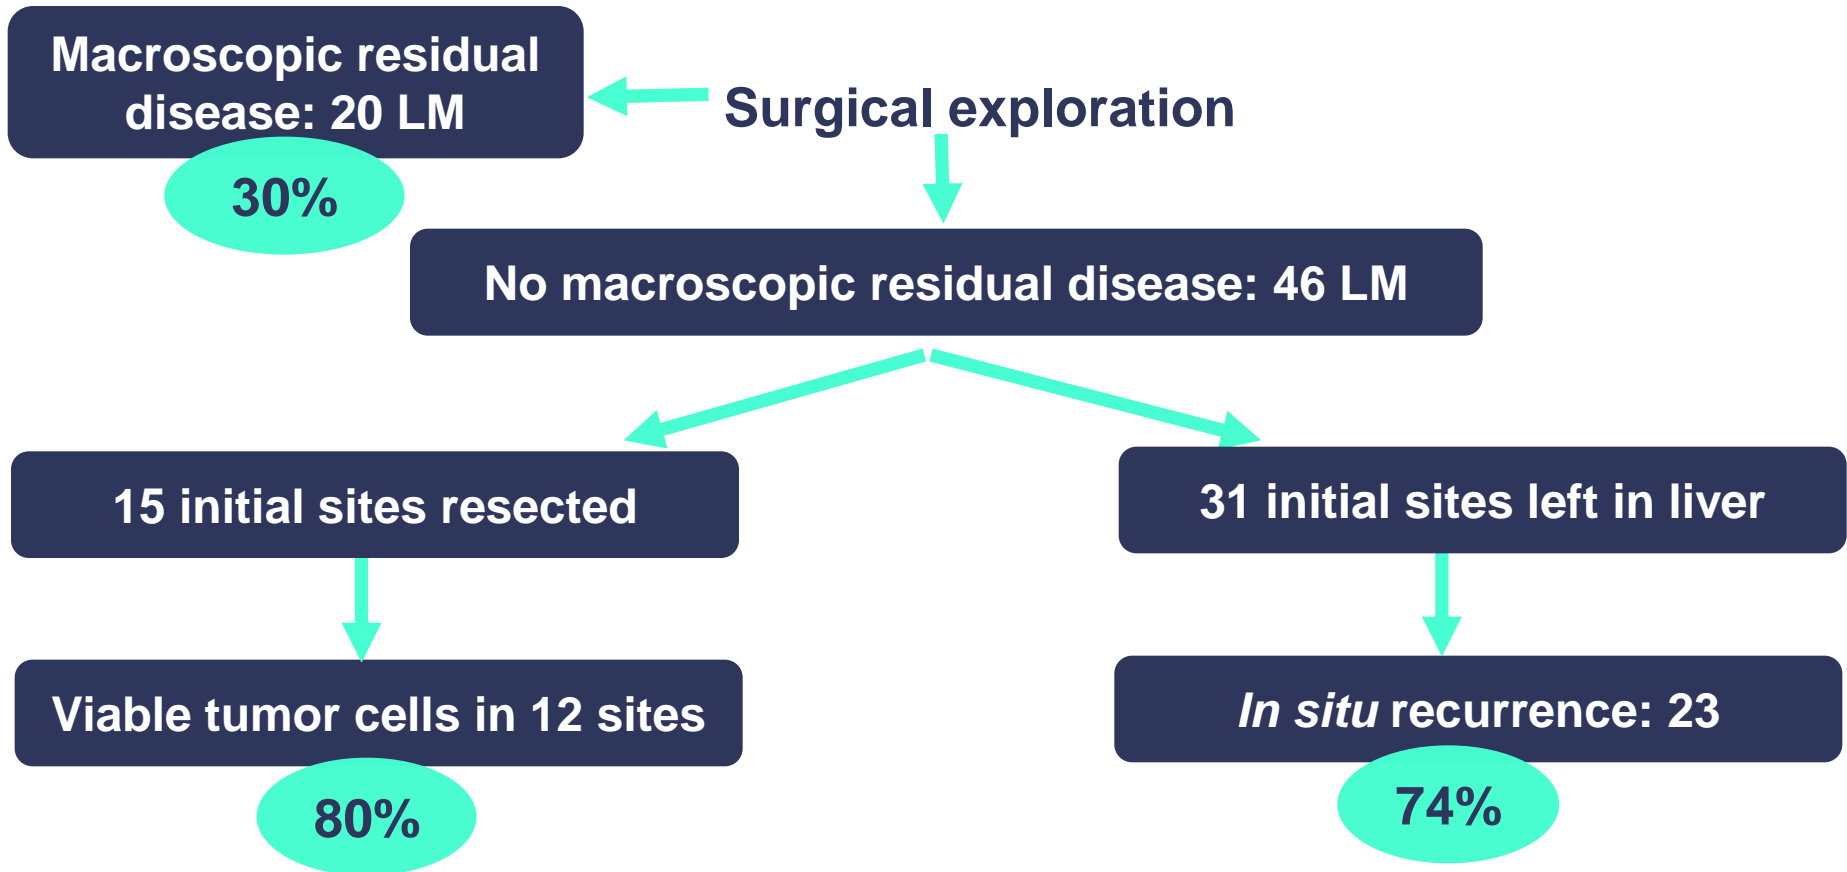 Macroscopic residual
disease: 20 LM
30%
Surgical exploration
No macroscopic residual disease: 46 LM
15 initial sites resected
31 initial sites left in liver
Viable tumor cells in 12 sites
In situ recurrence: 23
80%
74%